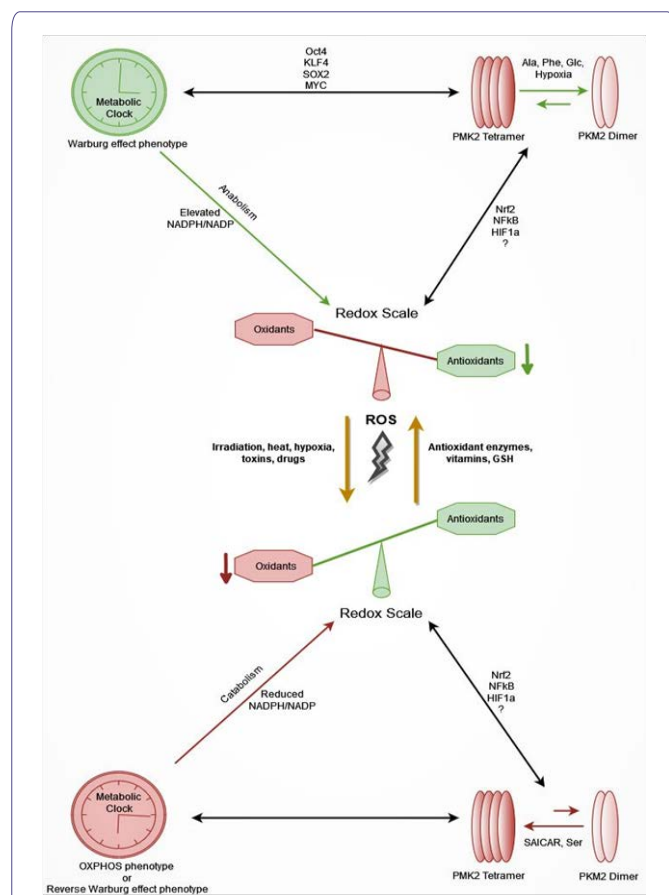 Oct4
KLF4
SOX2
MYC
Metabolic
Clock
Warburg effect phenotype
Ala, Phe, Glc,
Hypoxia
PMK2 Tetramer
PKM2 Dimer
Anabolism
Elevated
NADPH/NADP
Nrf2
NFkB
HIF1a
?
Redox Scale
Oxidants
Antioxidants
ROS
Irradiation, heat, hypoxia,
toxins, drugs
Antioxidant enzymes,
vitamins, GSH
Antioxidants
Oxidants
Redox Scale
Catabolism
Reduced
NADPH/NADP
Nrf2
NFkB
HIF1a
?
Metabolic
Clock
OXPHOS phenotype
or
Reverse Warburg effect phenotype
SAICAR, Ser
PMK2 Tetramer
PKM2 Dimer